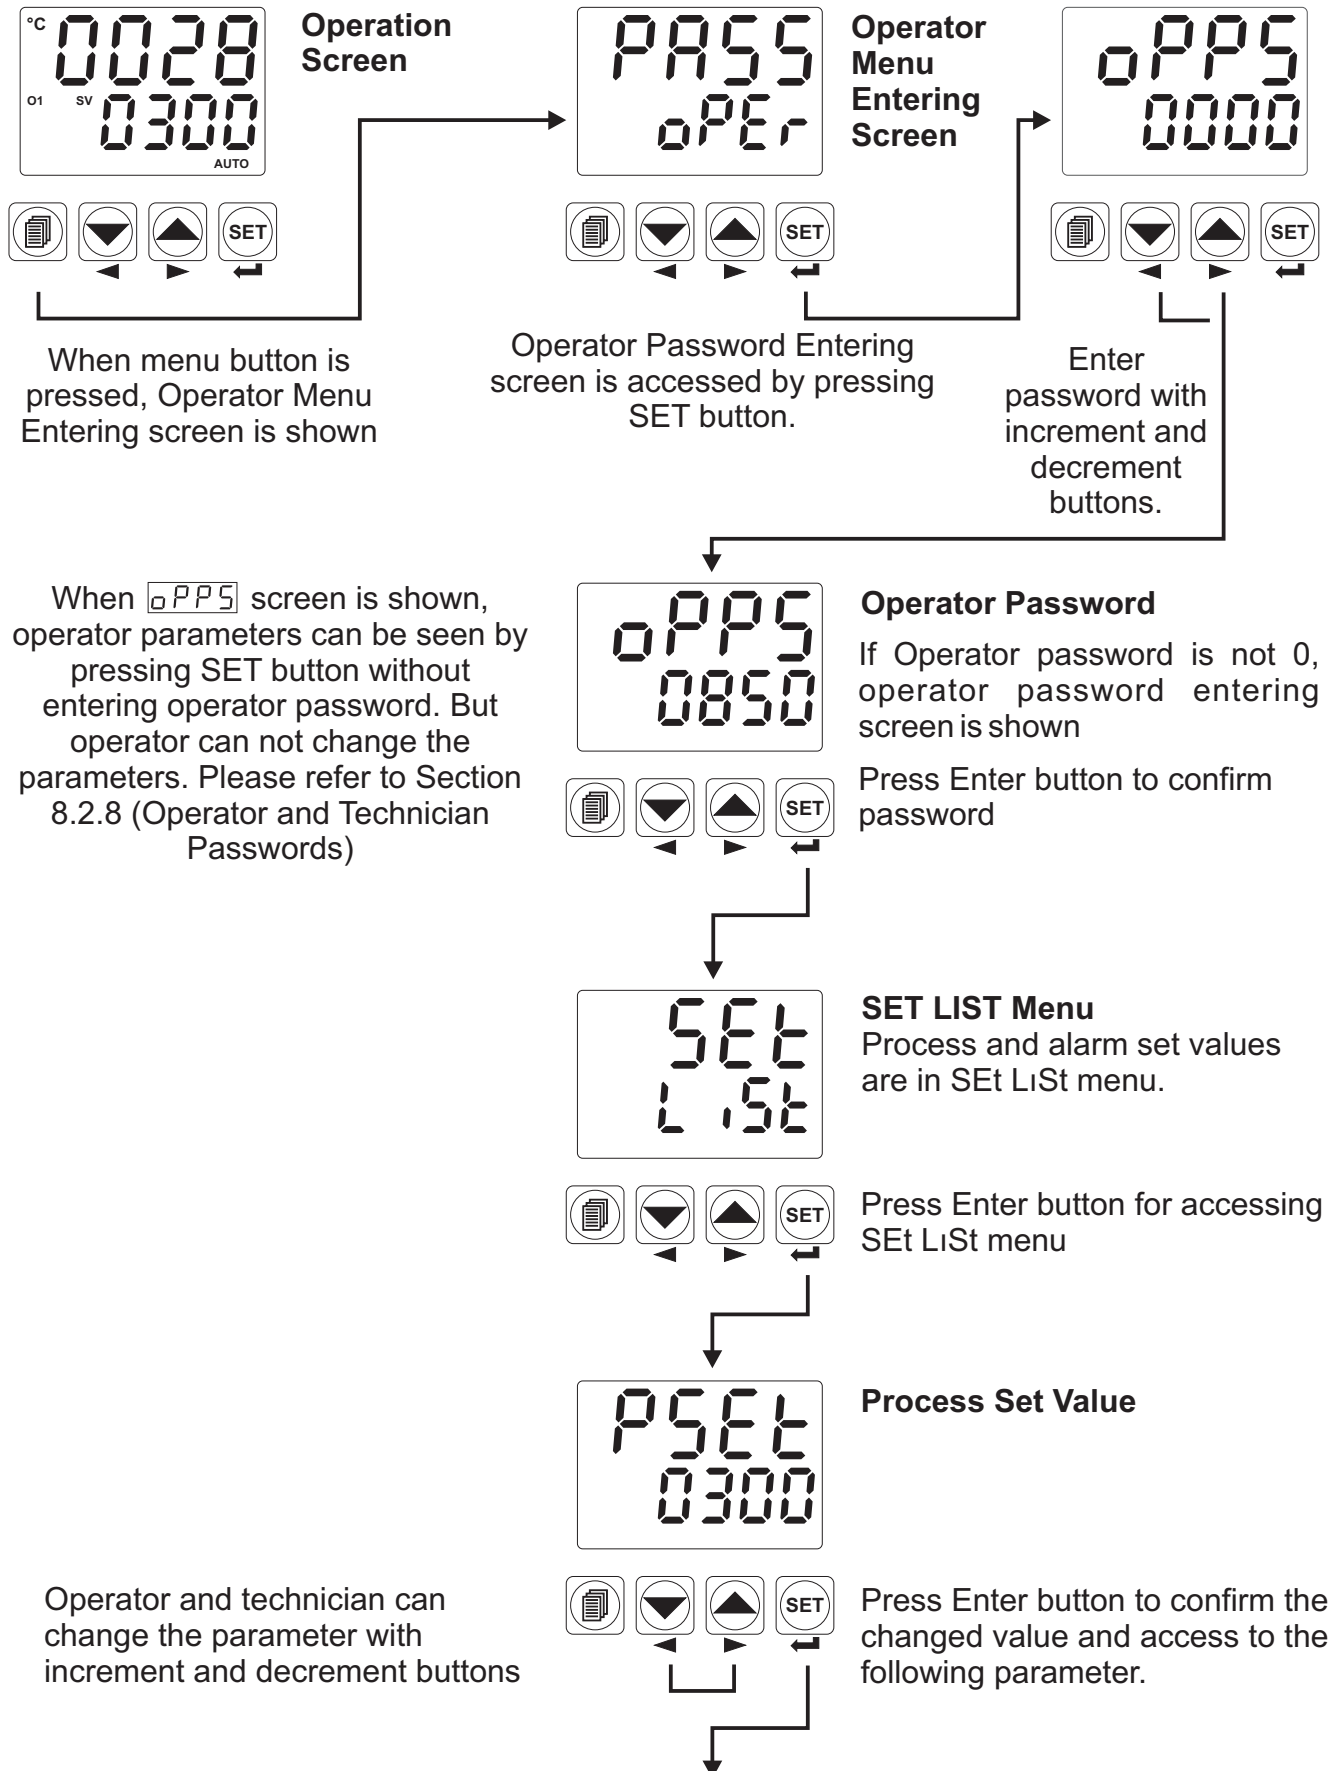 °C 0028
O1 SV 0300
AUTO
Operation
Screen
PASS
oPEr
Operator
Menu
Entering
Screen
oPPS
0000
SET
SET
SET
When menu button is
pressed, Operator Menu
Entering screen is shown
Operator Password Entering
screen is accessed by pressing
SET button.
Enter
password with
increment and
decrement
buttons.
When oPPS screen is shown,
operator parameters can be seen by
pressing SET button without
entering operator password. But
operator can not change the
parameters. Please refer to Section
8.2.8 (Operator and Technician
Passwords)
oPPS
0850
SET
Operator Password
If Operator password is not 0,
operator password entering
screen is shown
Press Enter button to confirm
password
SEt
LıSt
SET
SET LIST Menu
Process and alarm set values
are in SEt LıSt menu.
Press Enter button for accessing
SEt LıSt menu
PSEt
0300
SET
Process Set Value
Operator and technician can
change the parameter with
increment and decrement buttons
Press Enter button to confirm the
changed value and access to the
following parameter.